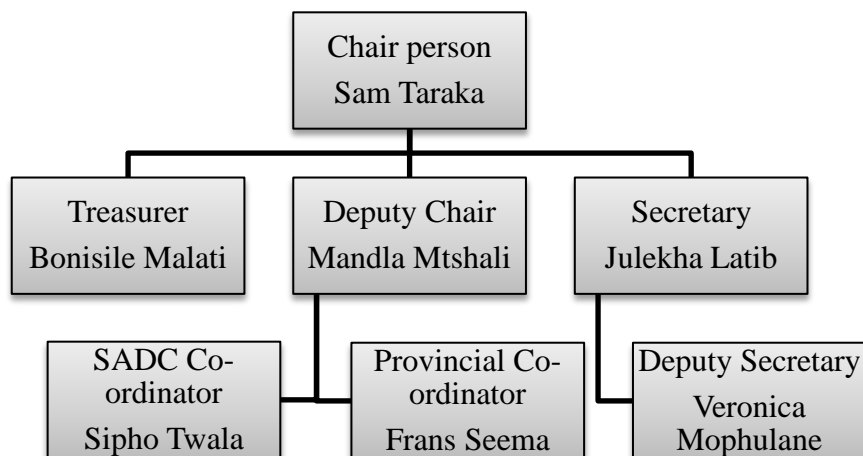 Chair person
Sam Taraka
Treasurer
Bonisile Malati
Deputy Chair
Mandla Mtshali
Secretary
Julekha Latib
SADC Co-
ordinator
Sipho Twala
Provincial Co-
ordinator
Frans Seema
Deputy Secretary
Veronica
Mophulane